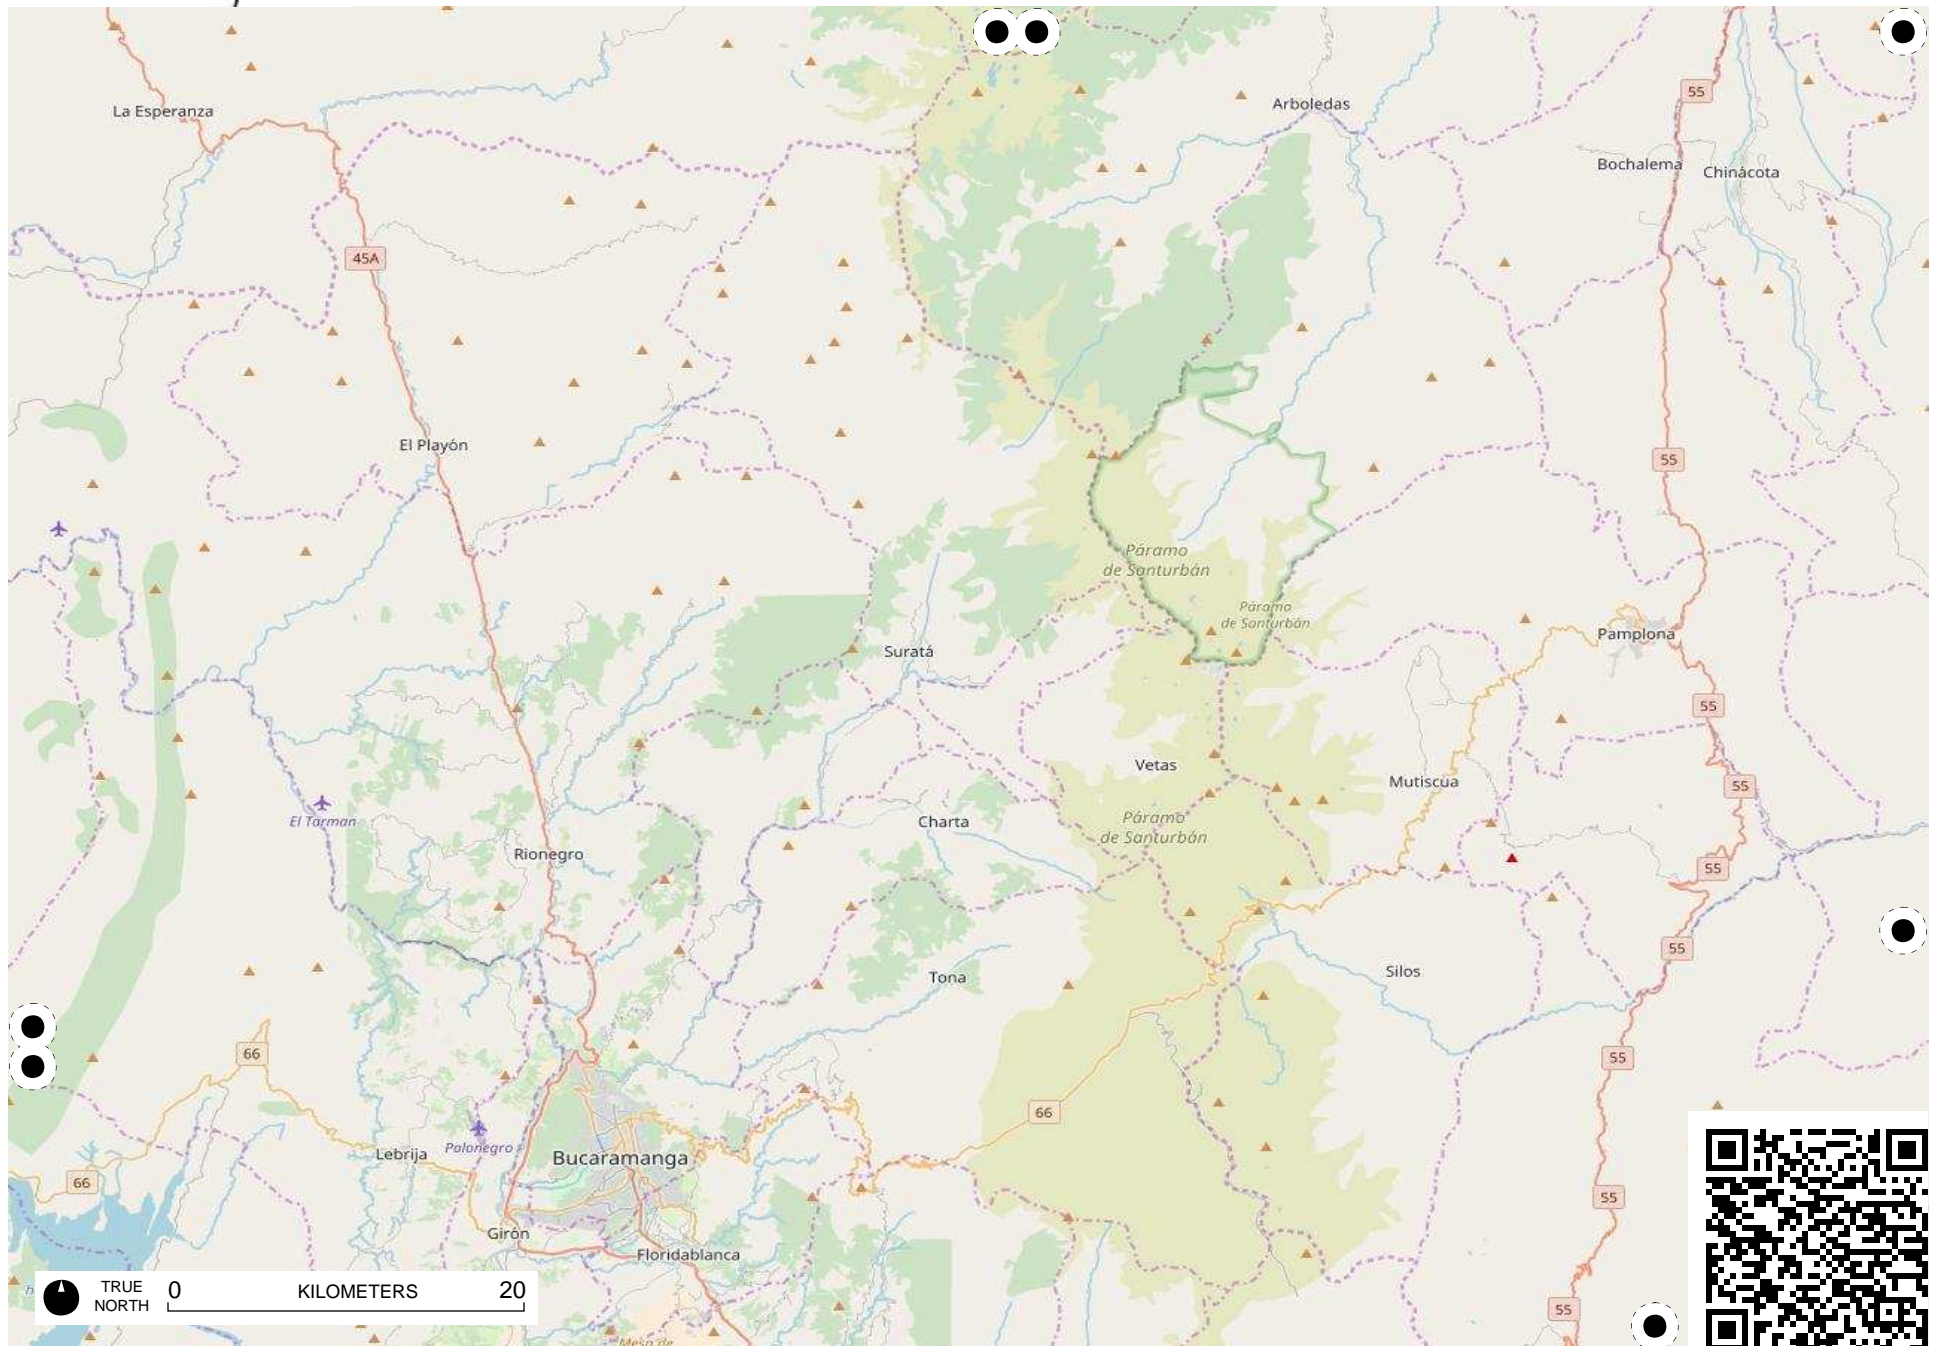 La Esperanza
Arboledas
55
Bochalema
Chinácota
45A
El Playón
55
Páramo
de Santurbán
Páramo
de Santurbán
Pamplona
Suratá
55
Vetas
Mutiscua
55
El Tarman
Charta
Páramo
de Santurbán
Rionegro
55
55
Tona
Silos
66
55
66
Lebrija
Palonegro
Bucaramanga
66
55
Girón
Floridablanca
TRUE
NORTH
0 KILOMETERS 20
55